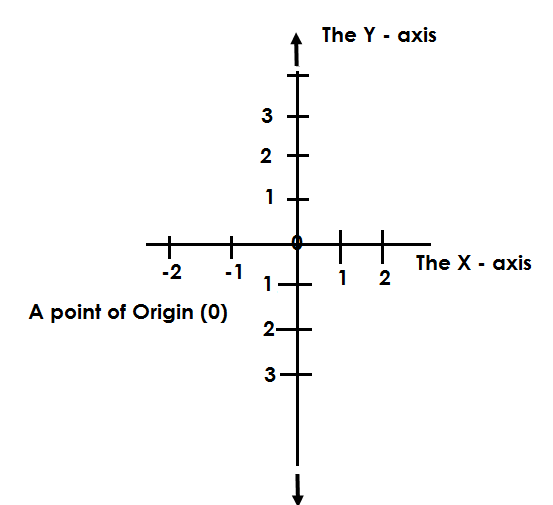 The Y - axis
3
2
1
0
The X - axis
-2 -1 1 2
1
A point of Origin (0)
2
3